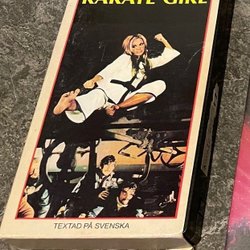 KARATE GIRL
TEXTAD PÅ SVENSKA